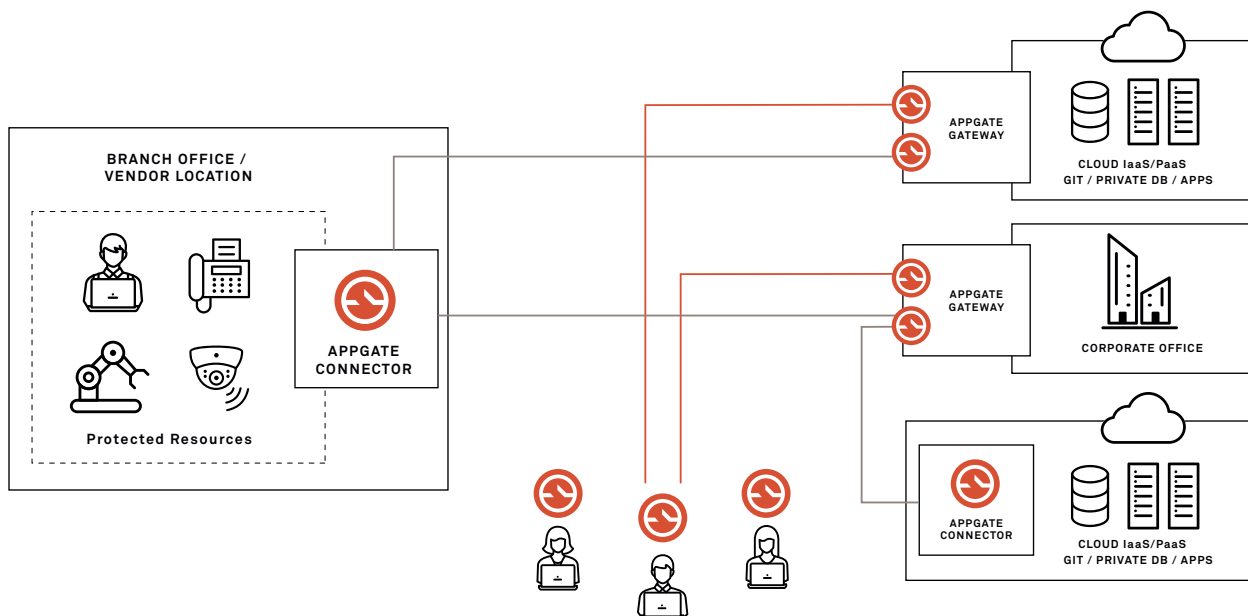 BRANCH OFFICE /
VENDOR LOCATION
Protected Resources
APPGATE
CONNECTOR
APPGATE
GATEWAY
CLOUD IaaS/PaaS
GIT / PRIVATE DB / APPS
APPGATE
GATEWAY
CORPORATE OFFICE
APPGATE
CONNECTOR
CLOUD IaaS/PaaS
GIT / PRIVATE DB / APPS